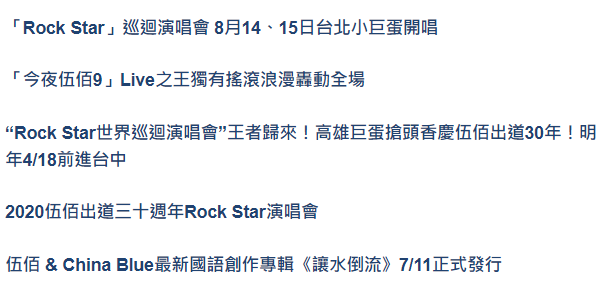 「Rock Star」巡迴演唱會 8月14、15日台北小巨蛋開唱
「今夜伍佰9」Live之王獨有搖滾浪漫轟動全場
“Rock Star世界巡迴演唱會”王者歸來！高雄巨蛋搶頭香慶伍佰出道30年！明
年4/18前進台中
2020伍佰出道三十週年Rock Star演唱會
伍佰 & China Blue最新國語創作專輯《讓水倒流》7/11正式發行